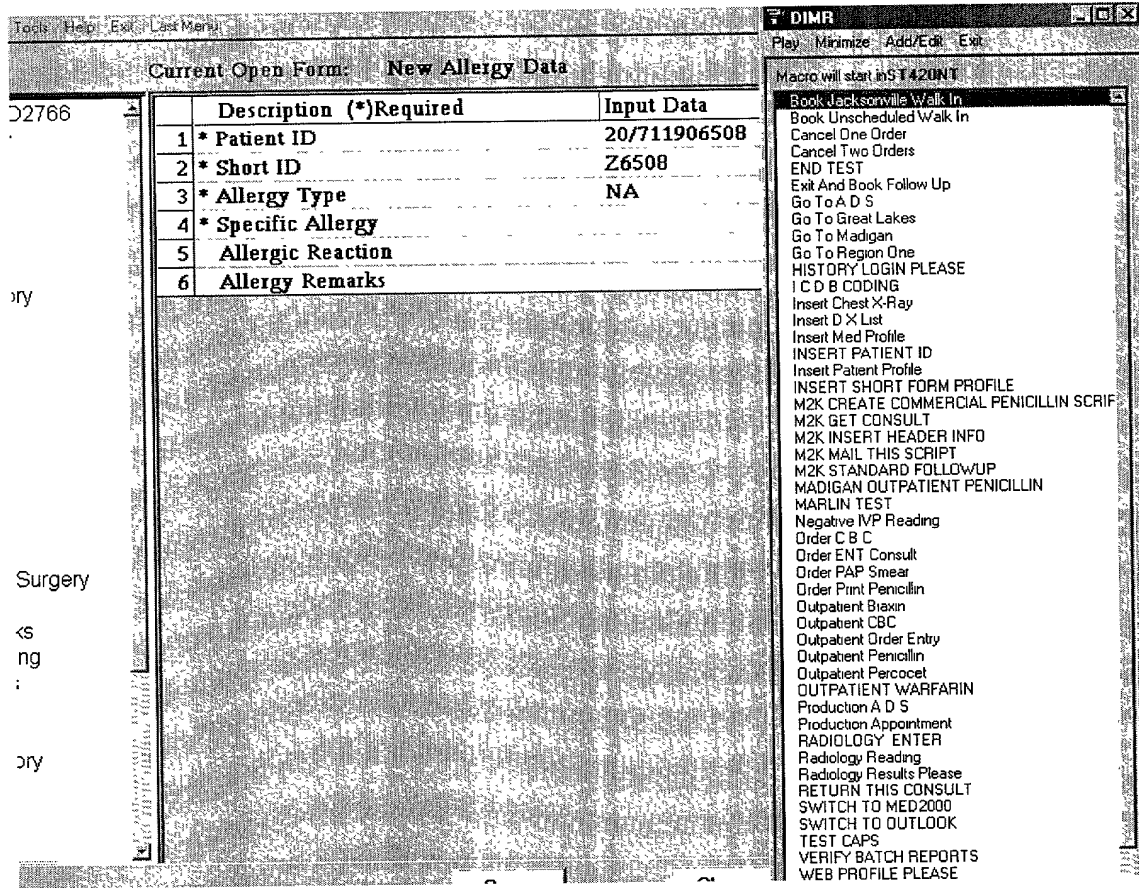 Tools Help Exit Last Menu
Current Open Form: New Allergy Data
D2766
Description (*)Required Input Data
1 * Patient ID 20/711906508
2 * Short ID Z6508
3 * Allergy Type NA
4 * Specific Allergy
5 Allergic Reaction
6 Allergy Remarks
ory
Surgery
ks
ng
ory
DIMR
Play Minimize Add/Edit Exit
Macro will start in ST420NT
Book Jacksonville Walk In
Book Unscheduled Walk In
Cancel One Order
Cancel Two Orders
END TEST
Exit And Book Follow Up
Go To A D S
Go To Great Lakes
Go To Madigan
Go To Region One
HISTORY LOGIN PLEASE
I C D B CODING
Insert Chest X-Ray
Insert D X List
Insert Med Profile
INSERT PATIENT ID
Insert Patient Profile
INSERT SHORT FORM PROFILE
M2K CREATE COMMERCIAL PENICILLIN SCRIF
M2K GET CONSULT
M2K INSERT HEADER INFO
M2K MAIL THIS SCRIPT
M2K STANDARD FOLLOWUP
MADIGAN OUTPATIENT PENICILLIN
MARLIN TEST
Negative IVP Reading
Order C B C
Order ENT Consult
Order PAP Smear
Order Print Penicillin
Outpatient Biaxin
Outpatient CBC
Outpatient Order Entry
Outpatient Penicillin
Outpatient Percocet
OUTPATIENT WARFARIN
Production A D S
Production Appointment
RADIOLOGY ENTER
Radiology Reading
Radiology Results Please
RETURN THIS CONSULT
SWITCH TO MED2000
SWITCH TO OUTLOOK
TEST CAPS
VERIFY BATCH REPORTS
WEB PROFILE PLEASE